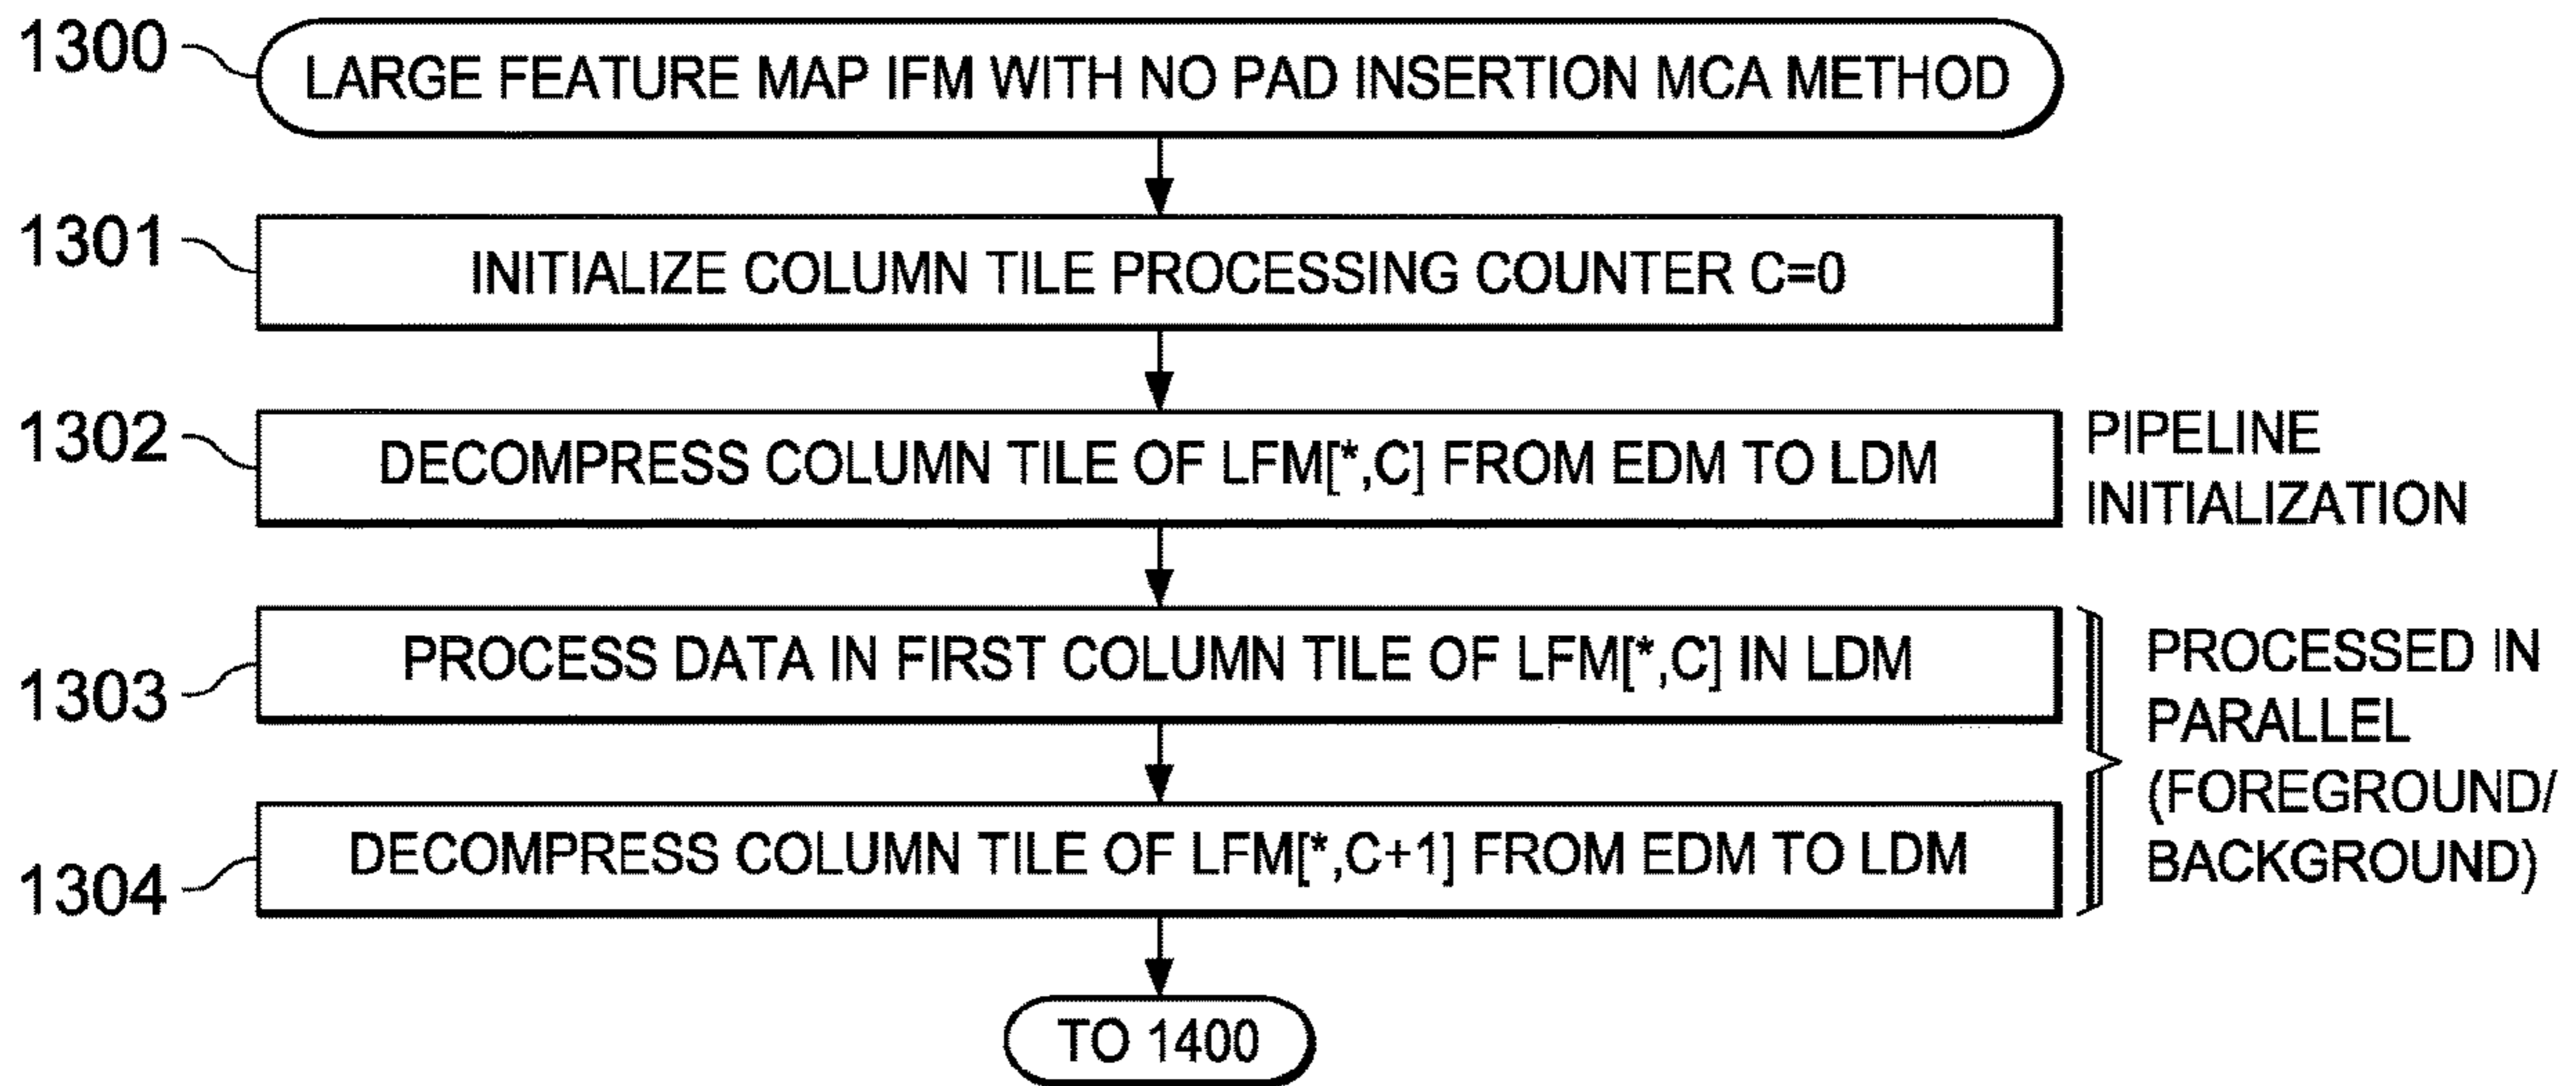 1300
LARGE FEATURE MAP IFM WITH NO PAD INSERTION MCA METHOD
1301
INITIALIZE COLUMN TILE PROCESSING COUNTER C=0
1302
DECOMPRESS COLUMN TILE OF LFM[*,C] FROM EDM TO LDM
PIPELINE
INITIALIZATION
1303
PROCESS DATA IN FIRST COLUMN TILE OF LFM[*,C] IN LDM
1304
DECOMPRESS COLUMN TILE OF LFM[*,C+1] FROM EDM TO LDM
PROCESSED IN
PARALLEL
(FOREGROUND/
BACKGROUND)
TO 1400